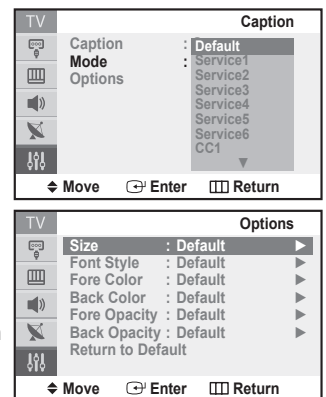 TV Caption
Caption : Default
Mode : Service1
Options Service2
Service3
Service4
Service5
Service6
CC1
▼
Move Enter Return
TV Options
Size : Default ►
Font Style : Default ►
Fore Color : Default ►
Back Color : Default ►
Fore Opacity : Default ►
Back Opacity : Default ►
Return to Default
Move Enter Return